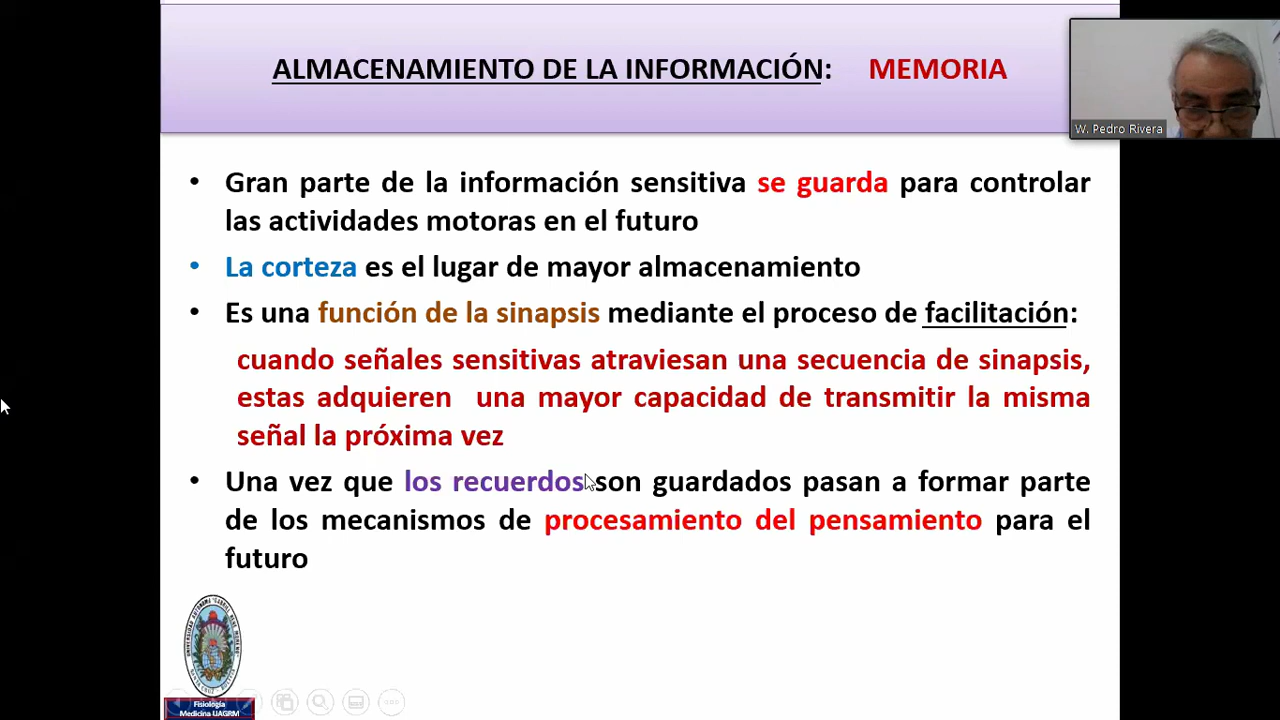 ALMACENAMIENTO DE LA INFORMACIÓN: MEMORIA
W. Pedro Rivera
• Gran parte de la información sensitiva se guarda para controlar
las actividades motoras en el futuro
• La corteza es el lugar de mayor almacenamiento
• Es una función de la sinapsis mediante el proceso de facilitación:
cuando señales sensitivas atraviesan una secuencia de sinapsis,
estas adquieren una mayor capacidad de transmitir la misma
señal la próxima vez
• Una vez que los recuerdos son guardados pasan a formar parte
de los mecanismos de procesamiento del pensamiento para el
futuro
Fisiología
Medicina UAGRM